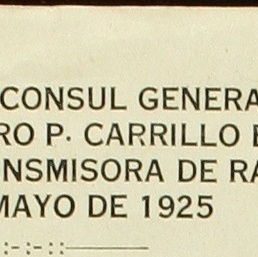 CONSUL GENERA
RO P. CARRILLO E
NSMISORA DE RA
MAYO DE 1925